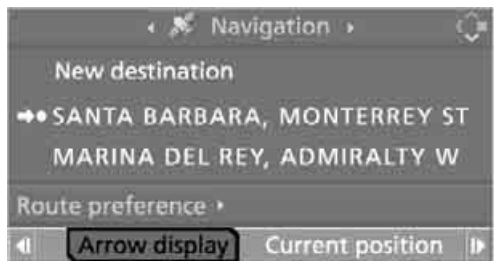 Navigation
New destination
SANTA BARBARA, MONTERREY ST
MARINA DEL REY, ADMIRALTY W
Route preference
Arrow display Current position